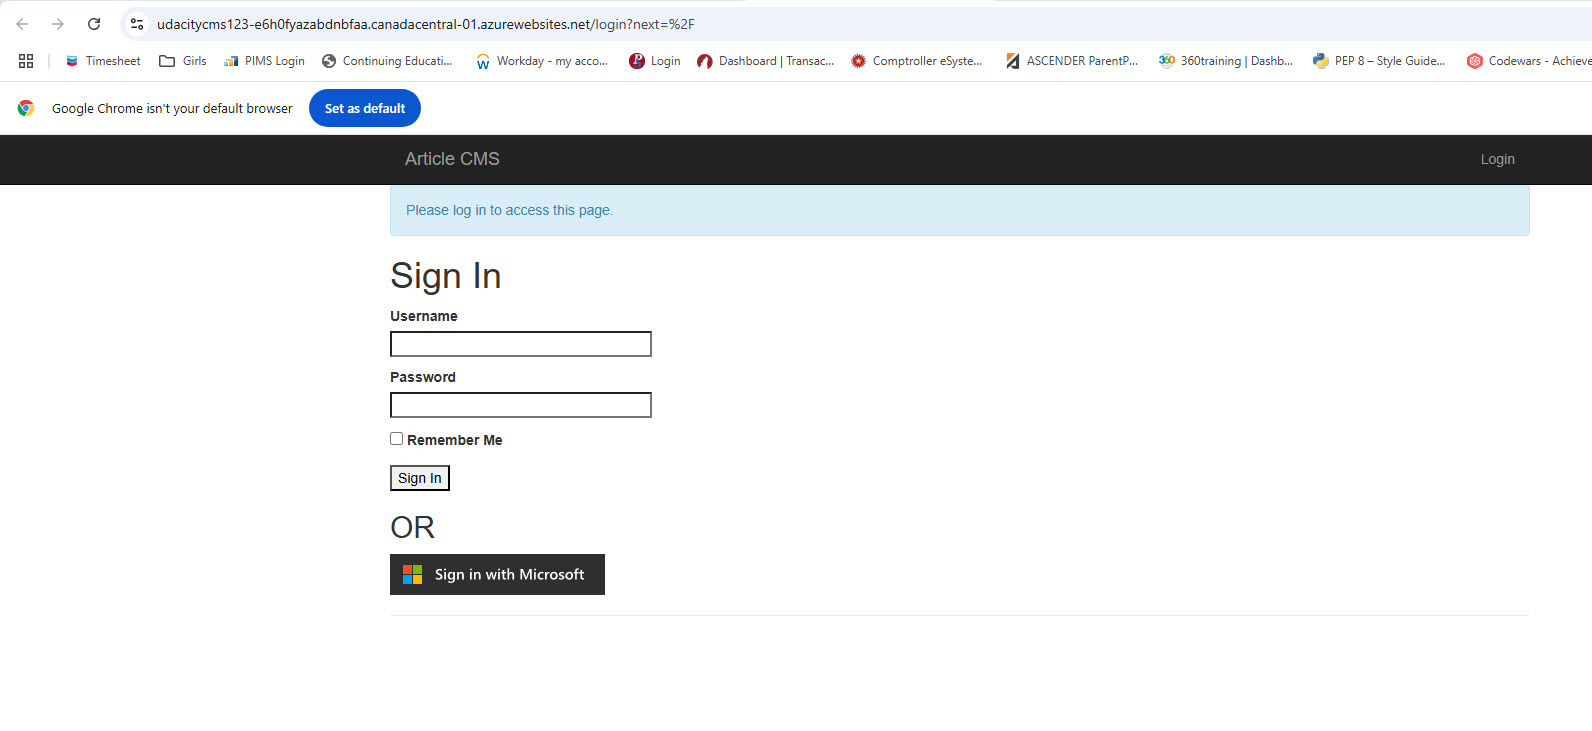 udacitycms123-e6h0fyazabdnbfaa.canadacentral-01.azurewebsites.net/login?next=%2F
Timesheet Girls PIMS Login Continuing Educati... Workday - my acco... Login Dashboard | Transac... Comptroller eSyste... ASCENDER ParentP... 360training | Dashb... PEP 8 – Style Guide... Codewars - Achieve
Google Chrome isn't your default browser Set as default
Article CMS Login
Please log in to access this page.
Sign In
Username
Password
Remember Me
Sign In
OR
Sign in with Microsoft